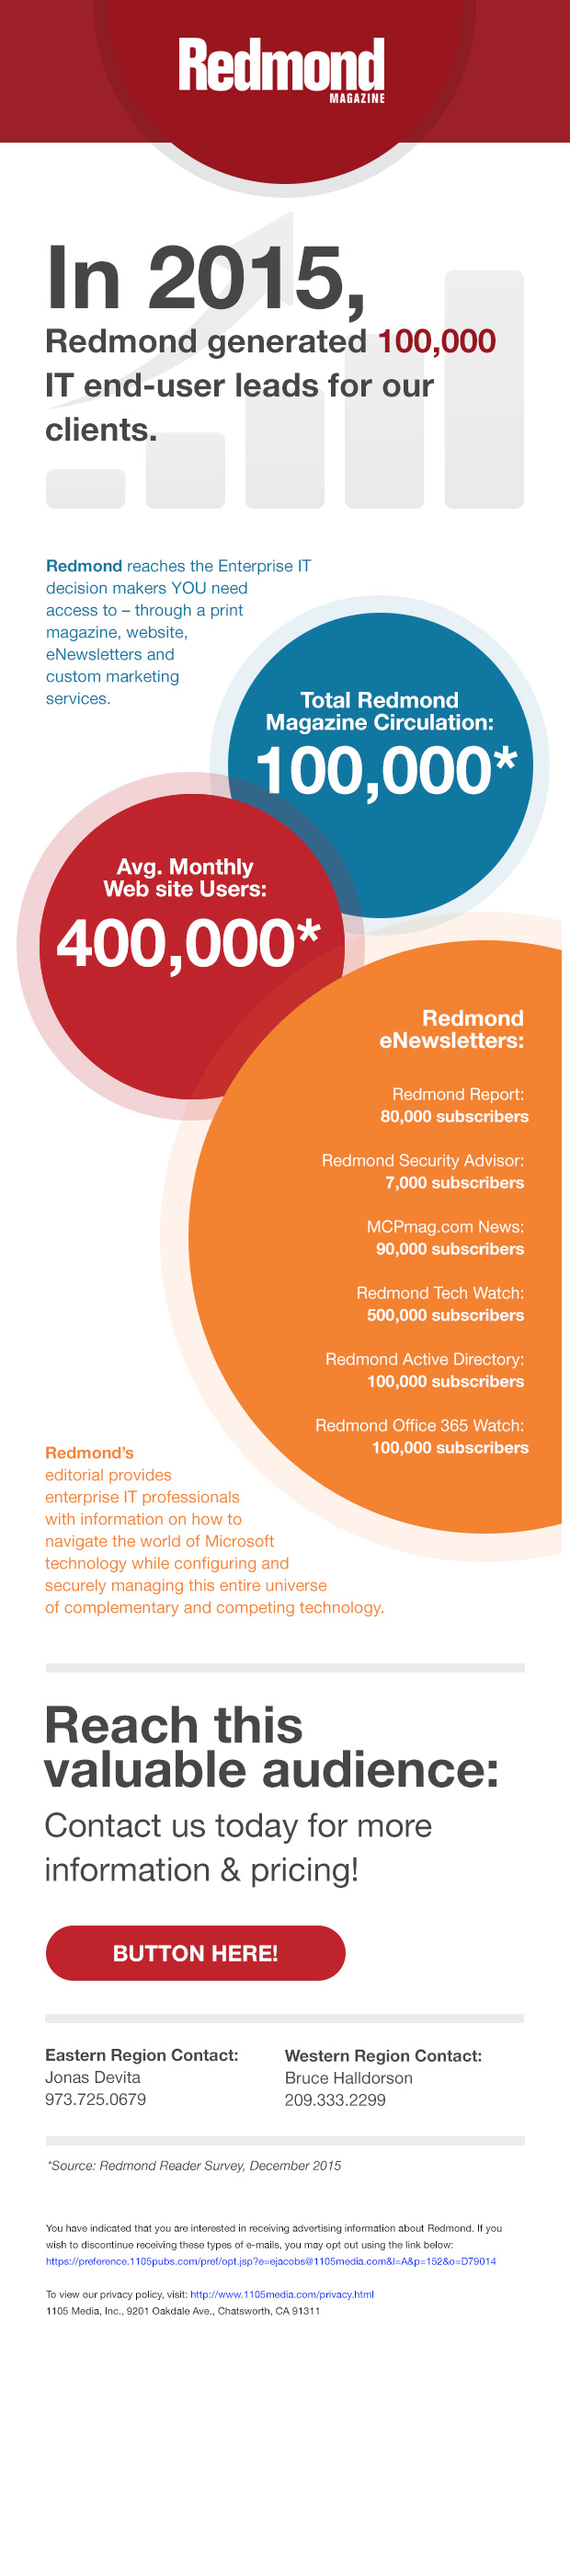 Redmond
MAGAZINE
In 2015,
Redmond generated 100,000
IT end-user leads for our
clients.
Redmond reaches the Enterprise IT
decision makers YOU need
access to – through a print
magazine, website,
eNewsletters and
custom marketing
services.
Total Redmond
Magazine Circulation:
100,000*
Avg. Monthly
Web site Users:
400,000*
Redmond
eNewsletters:
Redmond Report:
80,000 subscribers
Redmond Security Advisor:
7,000 subscribers
MCPmag.com News:
90,000 subscribers
Redmond Tech Watch:
500,000 subscribers
Redmond Active Directory:
100,000 subscribers
Redmond Office 365 Watch:
100,000 subscribers
Redmond's
editorial provides
enterprise IT professionals
with information on how to
navigate the world of Microsoft
technology while configuring and
securely managing this entire universe
of complementary and competing technology.
Reach this
valuable audience:
Contact us today for more
information & pricing!
BUTTON HERE!
Eastern Region Contact:
Jonas Devita
973.725.0679
Western Region Contact:
Bruce Halldorson
209.333.2299
*Source: Redmond Reader Survey, December 2015
You have indicated that you are interested in receiving advertising information about Redmond. If you
wish to discontinue receiving these types of e-mails, you may opt out using the link below:
https://preference.1105pubs.com/pref/opt.jsp?e=ejacobs@1105media.com&l=A&p=152&o=D79014
To view our privacy policy, visit: http://www.1105media.com/privacy.html
1105 Media, Inc., 9201 Oakdale Ave., Chatsworth, CA 91311